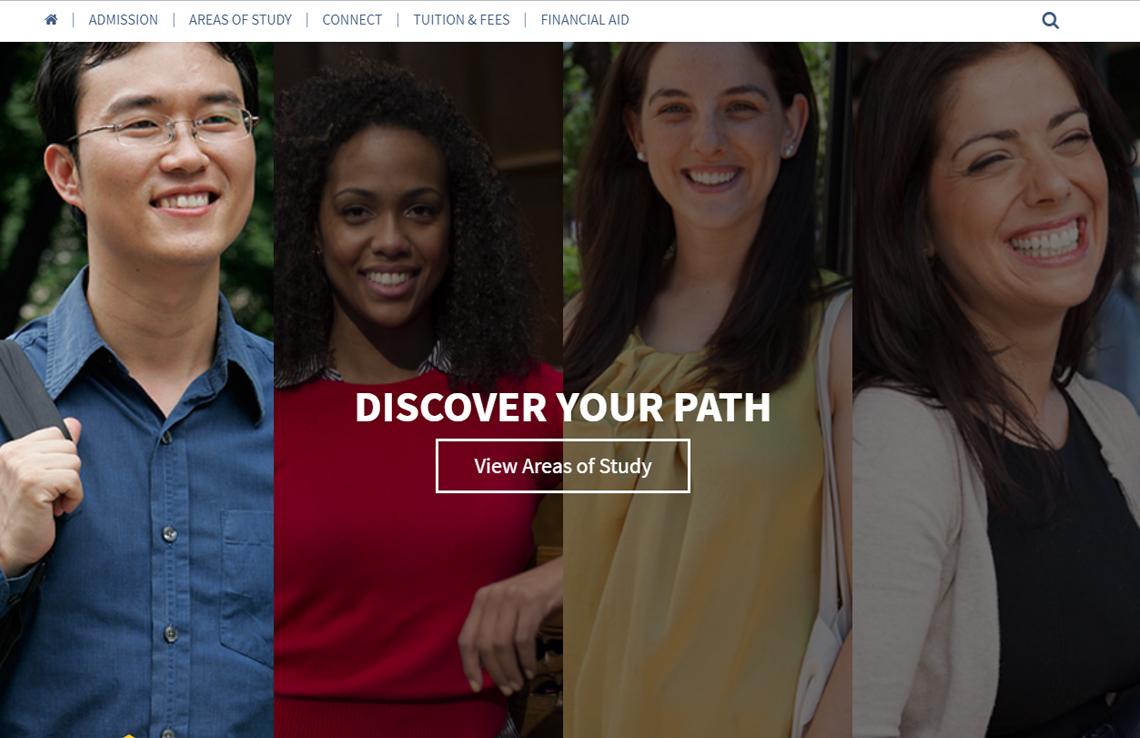 ADMISSION | AREAS OF STUDY | CONNECT | TUITION & FEES | FINANCIAL AID
DISCOVER YOUR PATH
View Areas of Study